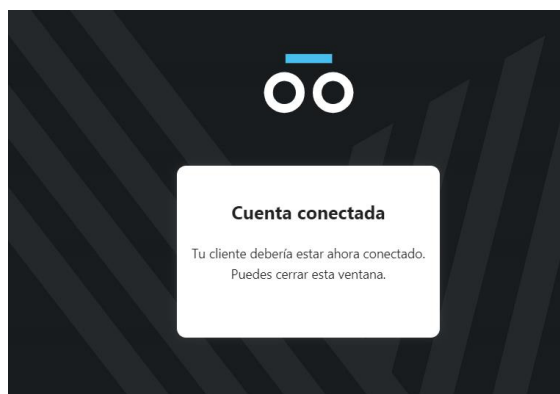 Cuenta conectada
Tu cliente debería estar ahora conectado.
Puedes cerrar esta ventana.